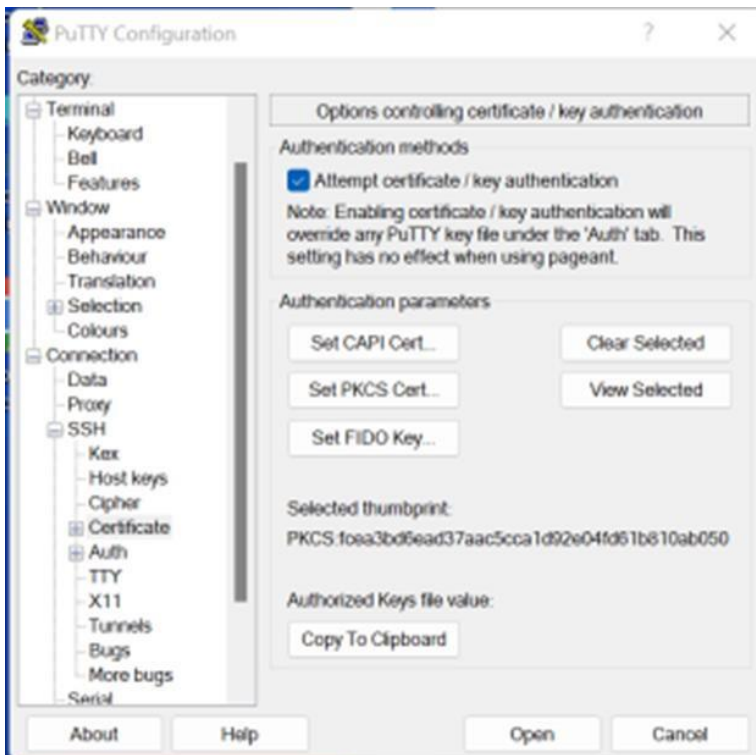 PuTTY Configuration
?
Category:
Terminal
Keyboard
Bell
Features
Window
Appearance
Behaviour
Translation
Selection
Colours
Connection
Data
Proxy
SSH
Kex
Host keys
Cipher
Certificate
Auth
TTY
X11
Tunnels
Bugs
More bugs
Serial
Options controlling certificate / key authentication
Authentication methods
Attempt certificate / key authentication
Note: Enabling certificate / key authentication will
override any PuTTY key file under the 'Auth' tab. This
setting has no effect when using pageant.
Authentication parameters
Set CAPI Cert...
Clear Selected
Set PKCS Cert...
View Selected
Set FIDO Key...
Selected thumbprint:
PKCS:fcea3bd6ead37aac5cca1d92e04fd61b810ab050
Authorized Keys file value:
Copy To Clipboard
About
Help
Open
Cancel